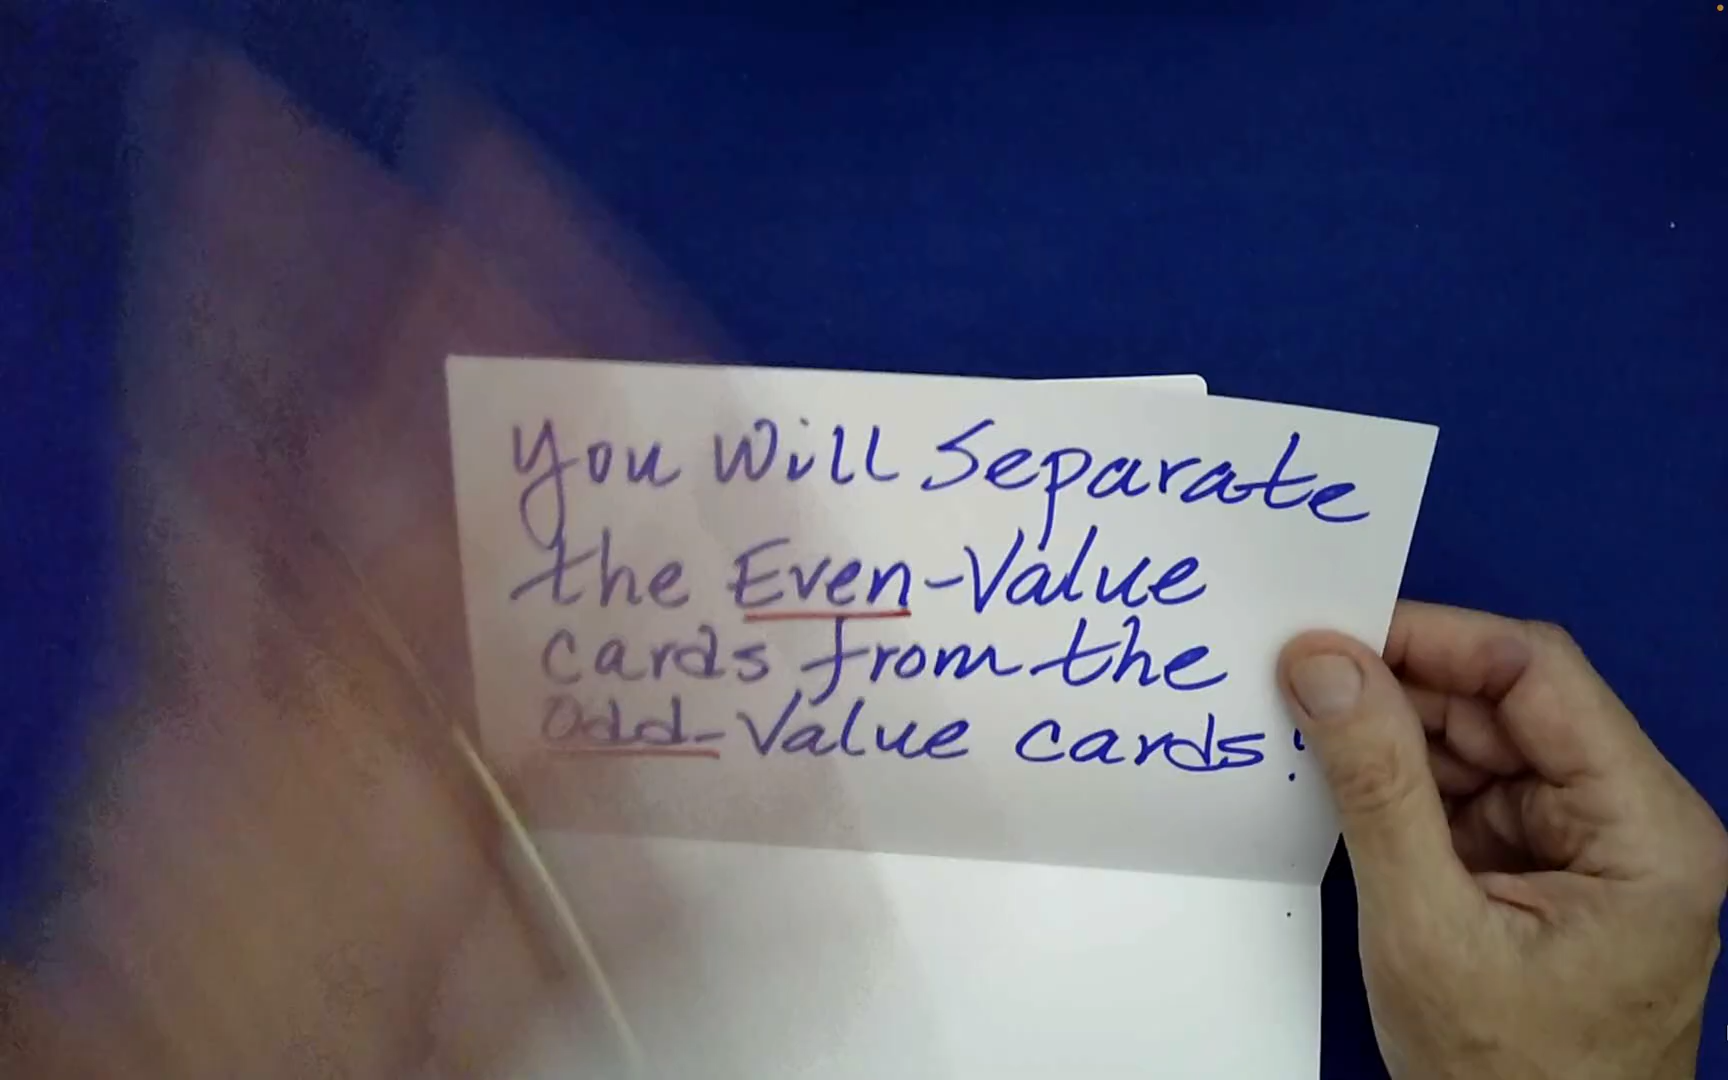 You Will Separate
the Even-Value
cards from the
Odd-Value cards!